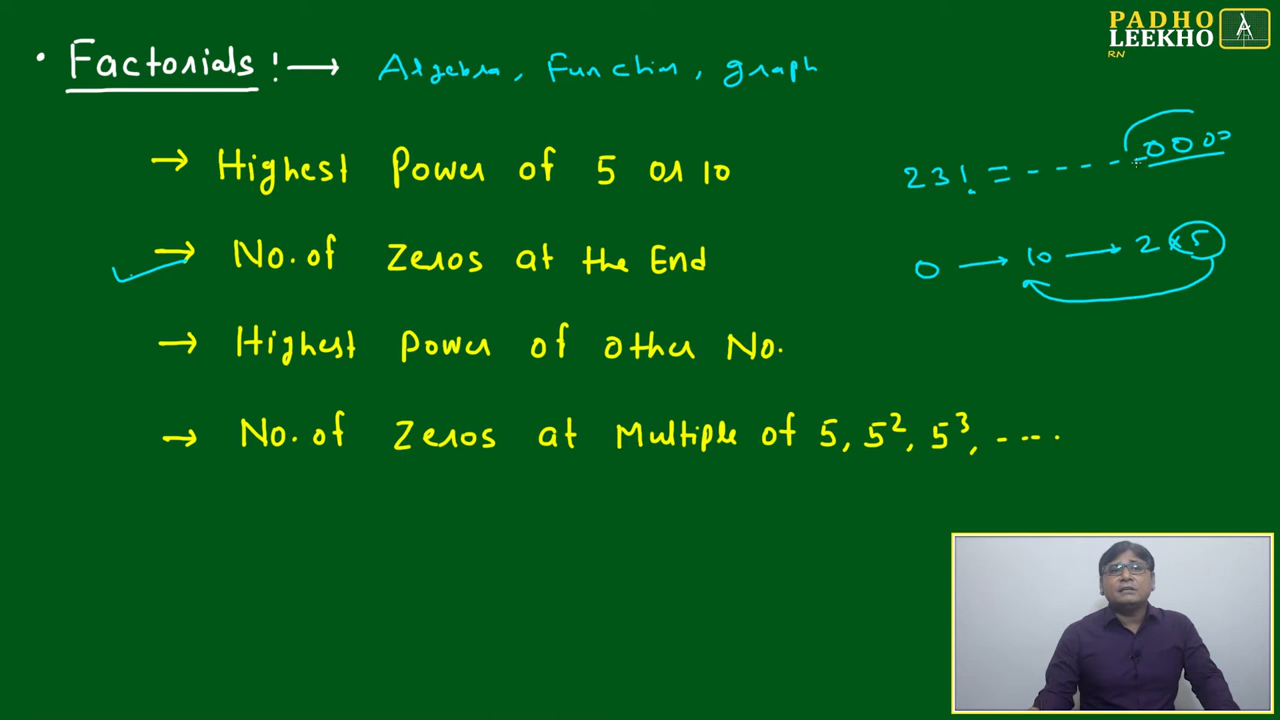 PADHO
LEEKHO
RN
• Factorials! → Algebra, Function, graph
→ Highest Power of 5 or 10
23! = ----- 0000
→ No. of Zeros at the End
0 → 10 → 2 × 5
→ Highest Power of Other No.
→ No. of Zeros at Multiple of 5, 5², 5³, ----